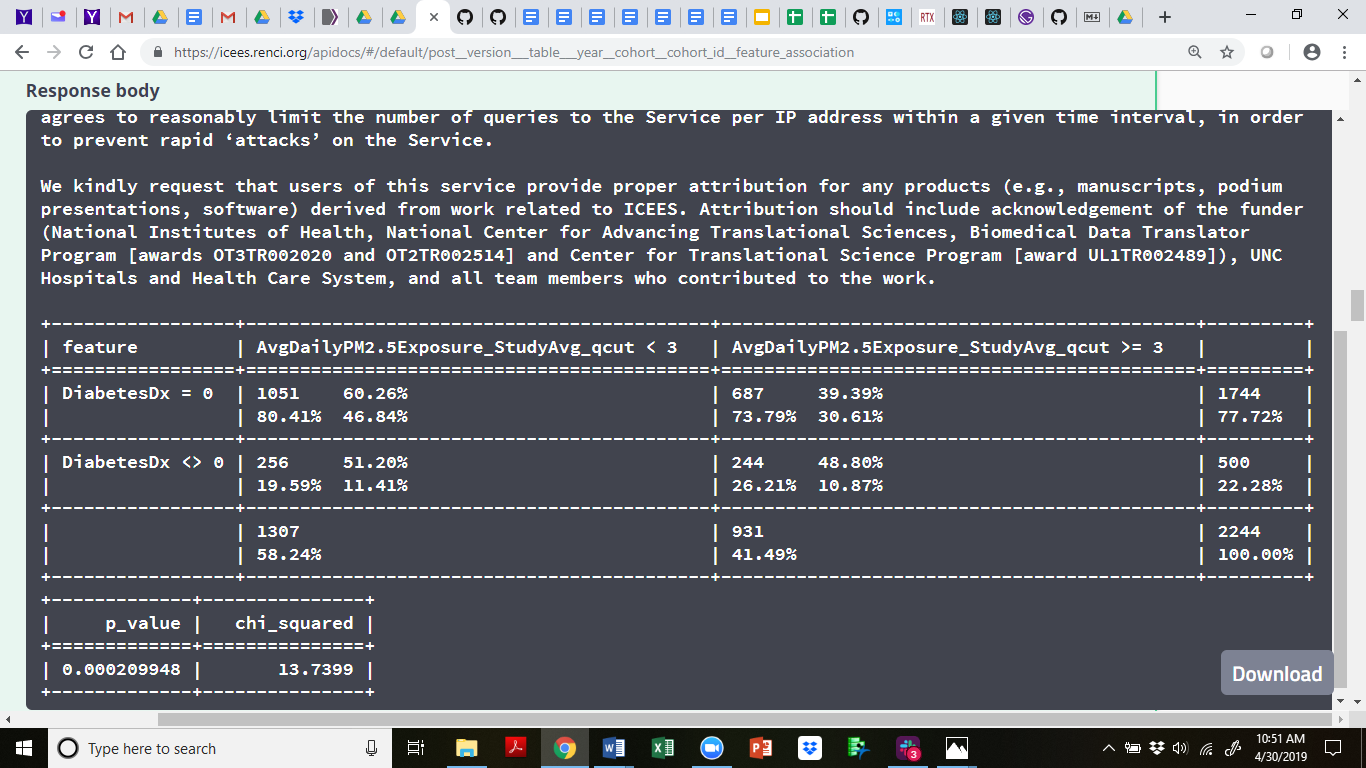 https://icees.renci.org/apidocs/#/default/post__version___table___year__cohort__cohort_id__feature_association
Response body
agrees to reasonably limit the number of queries to the Service per IP address within a given time interval, in order
to prevent rapid ‘attacks’ on the Service.
We kindly request that users of this service provide proper attribution for any products (e.g., manuscripts, podium
presentations, software) derived from work related to ICEES. Attribution should include acknowledgement of the funder
(National Institutes of Health, National Center for Advancing Translational Sciences, Biomedical Data Translator
Program [awards OT3TR002020 and OT2TR002514] and Center for Translational Science Program [award UL1TR002489]), UNC
Hospitals and Health Care System, and all team members who contributed to the work.
| feature | AvgDailyPM2.5Exposure_StudyAvg_qcut < 3 | AvgDailyPM2.5Exposure_StudyAvg_qcut >= 3 | |
| DiabetesDx = 0 | 1051 60.26% | 687 39.39% | 1744 |
| | 80.41% 46.84% | 73.79% 30.61% | 77.72% |
| DiabetesDx <> 0 | 256 51.20% | 244 48.80% | 500 |
| | 19.59% 11.41% | 26.21% 10.87% | 22.28% |
| | 1307 | 931 | 2244 |
| | 58.24% | 41.49% | 100.00% |
| p_value | chi_squared |
| 0.000209948 | 13.7399 |
Download
Type here to search
3
10:51 AM
4/30/2019